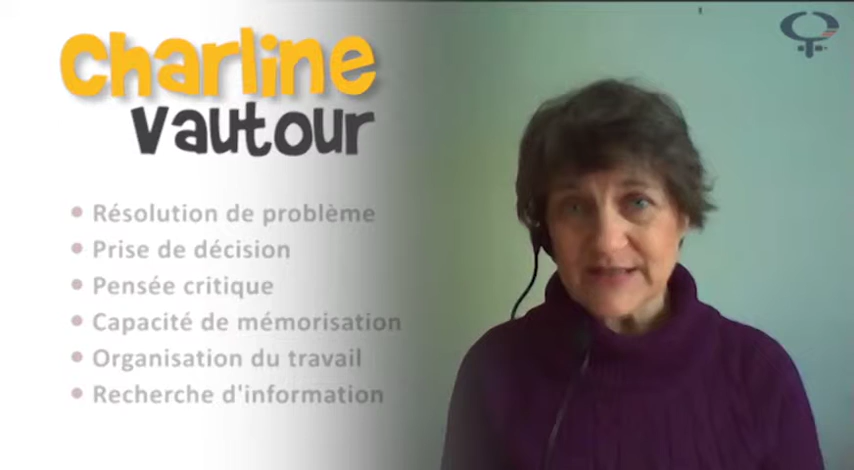 Charline
Vautour
• Résolution de problème
• Prise de décision
• Pensée critique
• Capacité de mémorisation
• Organisation du travail
• Recherche d'information